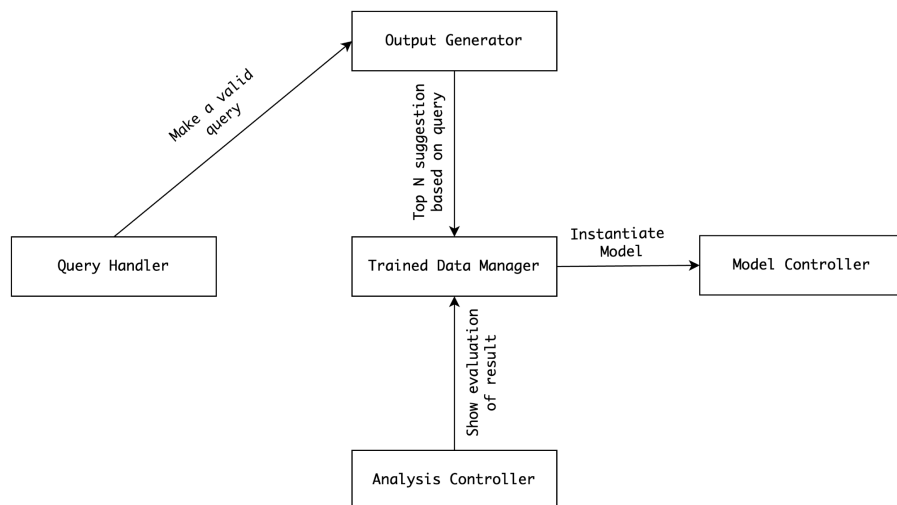 Output Generator
Make a valid
query
Top N suggestion
based on query
Query Handler
Trained Data Manager
Instantiate
Model
Model Controller
Show evaluation
of result
Analysis Controller